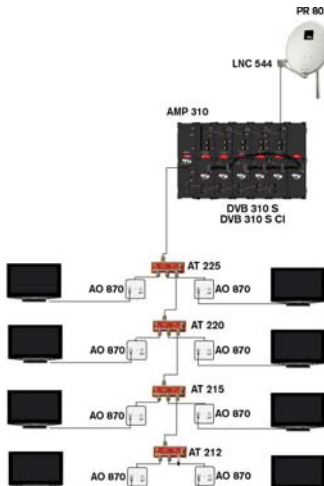 PR 80
LNC 544
AMP 310
DVB 310 S
DVB 310 S CI
AT 225
AO 870
AO 870
AT 220
AO 870
AO 870
AT 215
AO 870
AO 870
AT 212
AO 870
AO 870